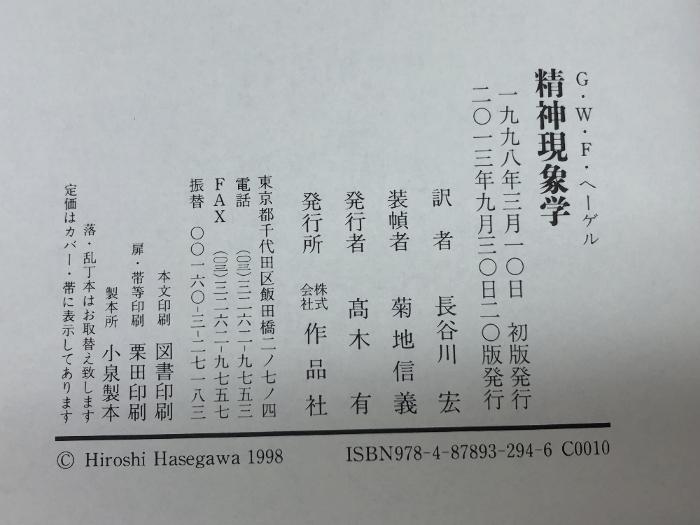 G・W・F・ヘーゲル
精神現象学
一九九八年三月一〇日 初版発行
二〇一三年九月三〇日二〇版発行
訳者 長谷川 宏
装幀者 菊地信義
発行者 髙木 有
発行所 株式会社 作品社
東京都千代田区飯田橋二ノ七ノ四
電話 (〇三)三二六二-九七五三
FAX (〇三)三二六二-九七五七
振替 〇〇一六〇-三-二七一八三
本文印刷 図書印刷
扉・帯等印刷 栗田印刷
製本所 小泉製本
落・乱丁本はお取替え致します
定価はカバー・帯に表示してあります
© Hiroshi Hasegawa 1998 ISBN978-4-87893-294-6 C0010